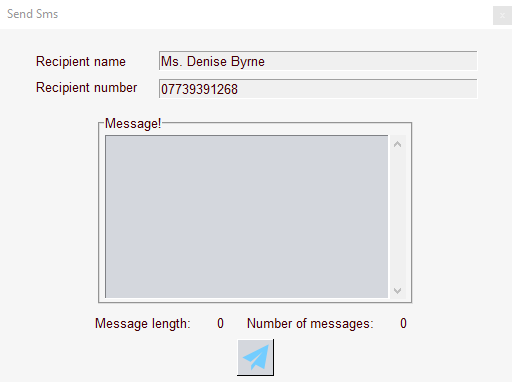 Send Sms
Recipient name Ms. Denise Byrne
Recipient number 07739391268
Message!
Message length: 0 Number of messages: 0